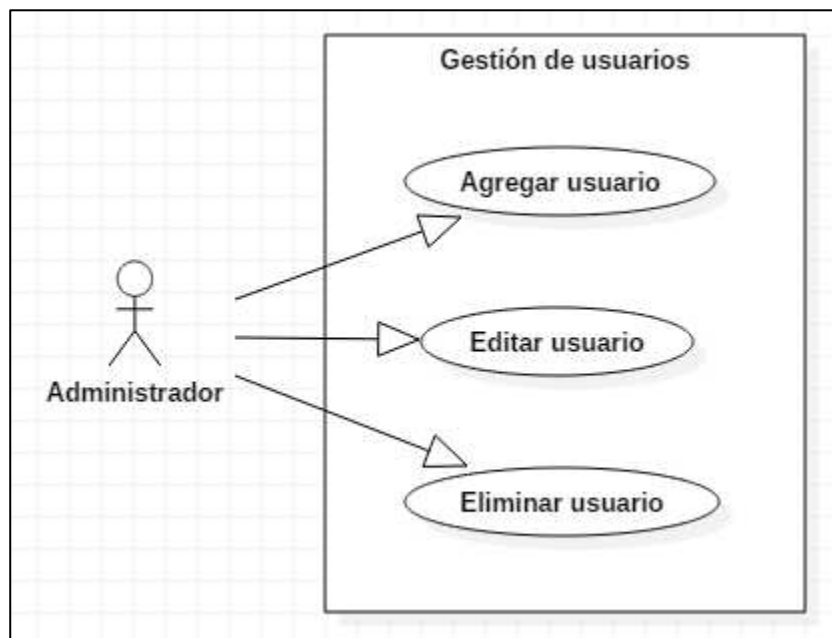 Gestión de usuarios
Agregar usuario
Editar usuario
Administrador
Eliminar usuario